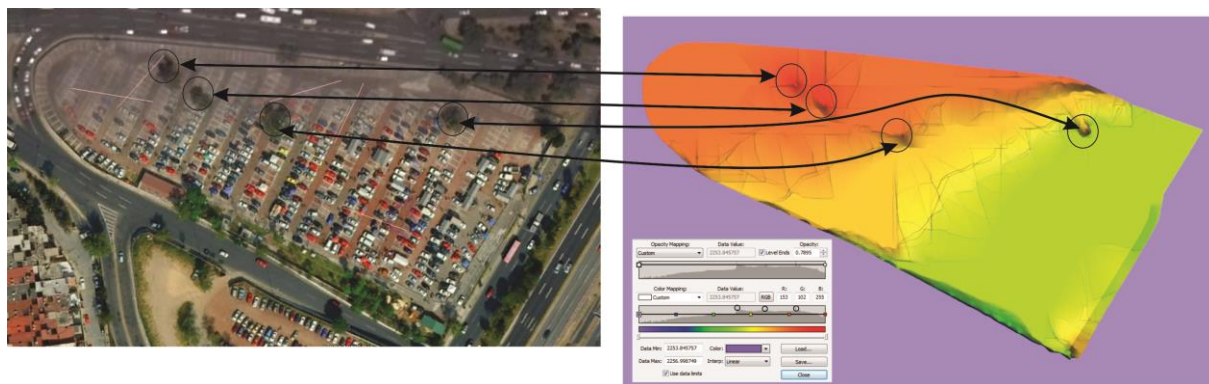 Opacity Mapping: Data Value: Opacity:
Custom 2253.845757 Level Ends 0.7895
Color Mapping: Data Value: R: G: B:
Custom 2253.845757 RGB 153 102 255
Data Min: 2253.845757 Color: Load...
Data Max: 2256.998749 Interp: Linear Save...
Use data limits Close